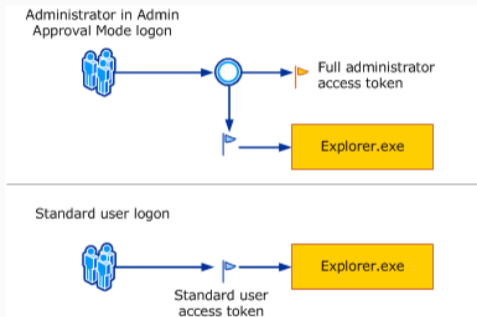 Administrator in Admin
Approval Mode logon
Full administrator
access token
Explorer.exe
Standard user logon
Explorer.exe
Standard user
access token